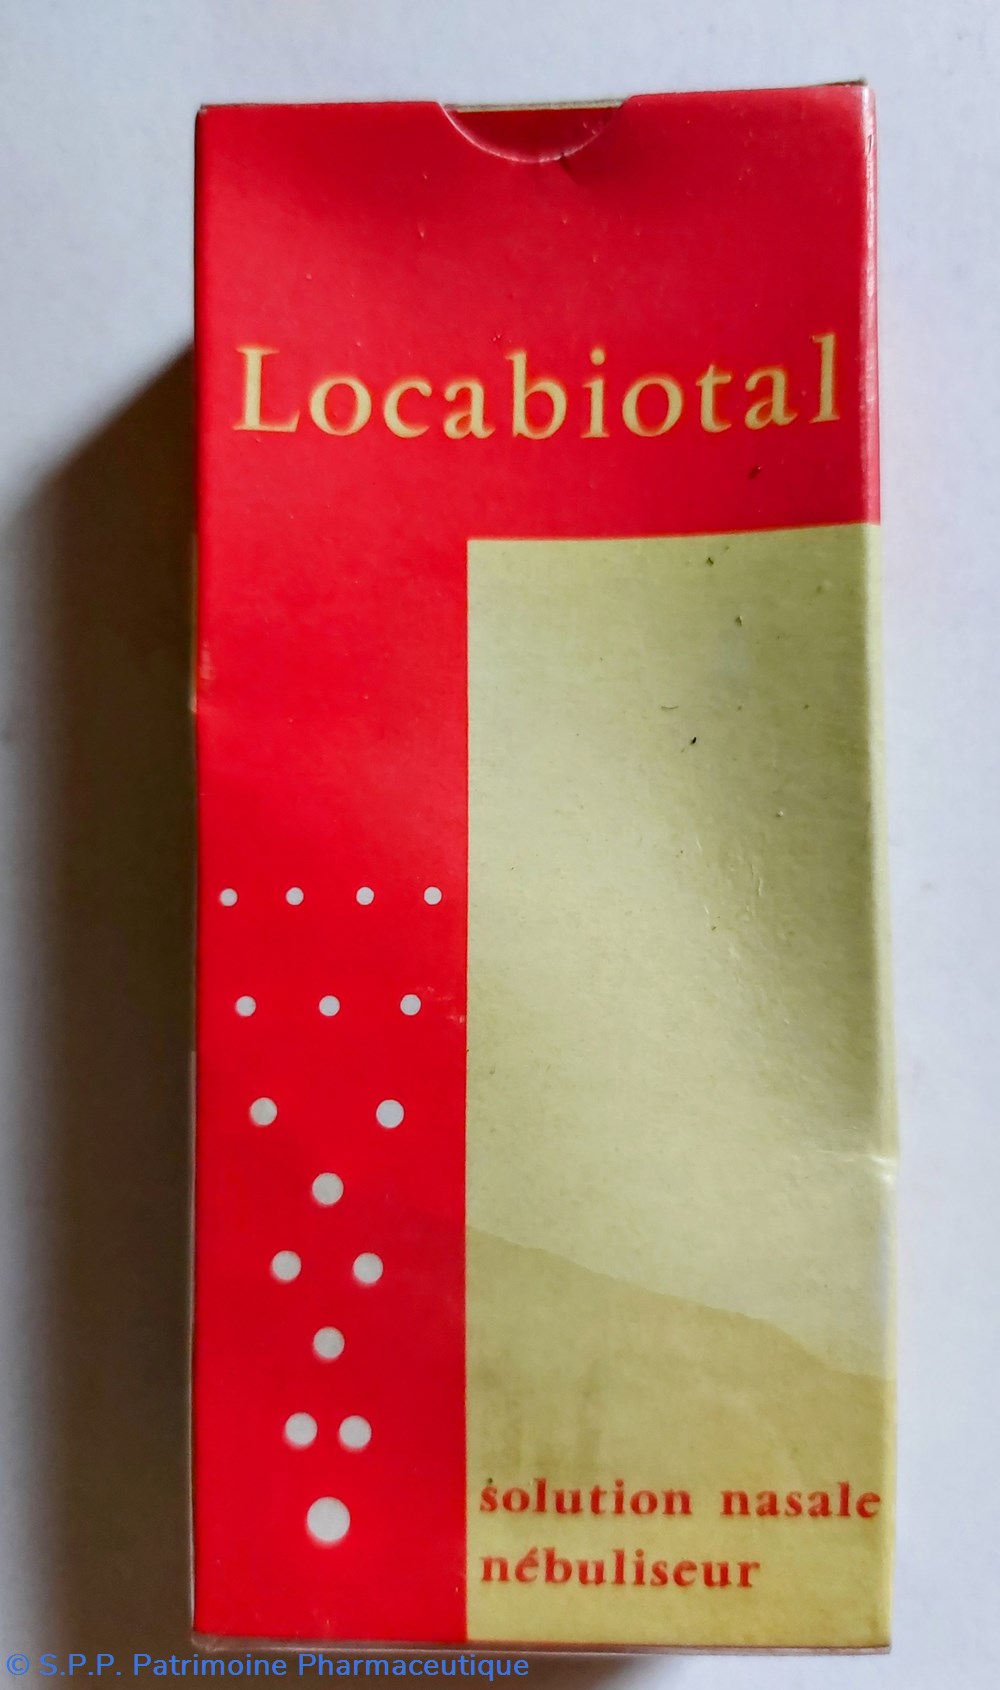 Locabiotal
solution nasale
nébuliseur
© S.P.P. Patrimoine Pharmaceutique